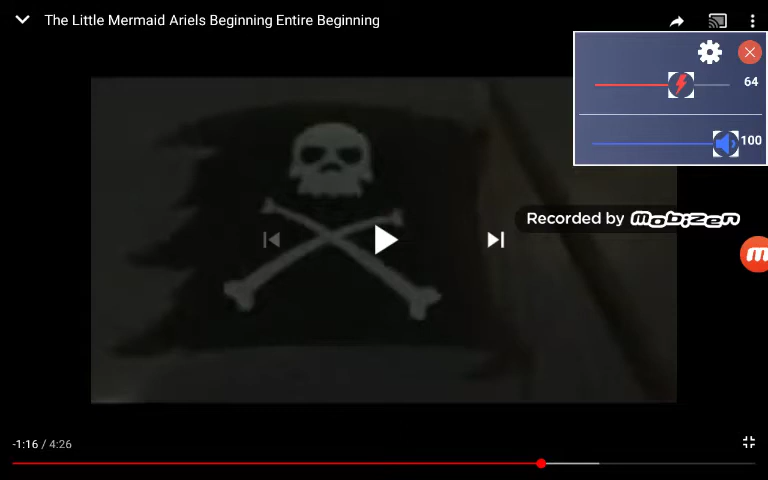 The Little Mermaid Ariels Beginning Entire Beginning
64
100
Recorded by Mobizen
m
-1:16 / 4:26